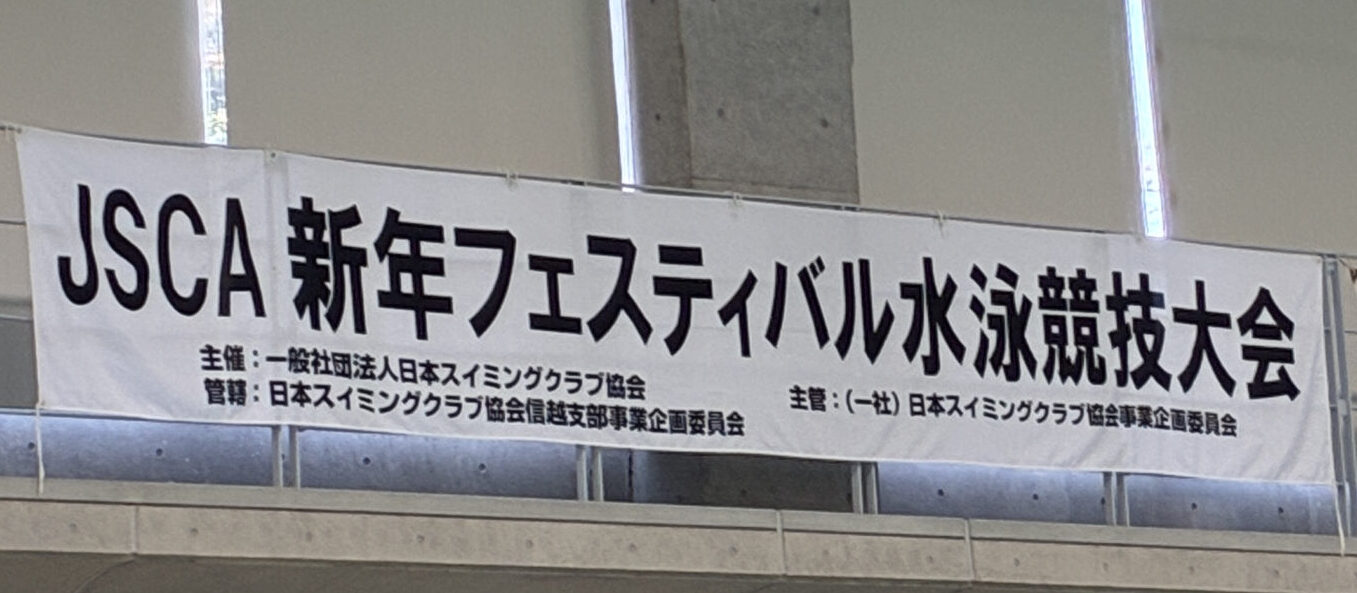 JSCA 新年フェスティバル水泳競技大会
主催：一般社団法人日本スイミングクラブ協会
管轄：日本スイミングクラブ協会信越支部事業企画委員会
主管：（一社）日本スイミングクラブ協会事業企画委員会